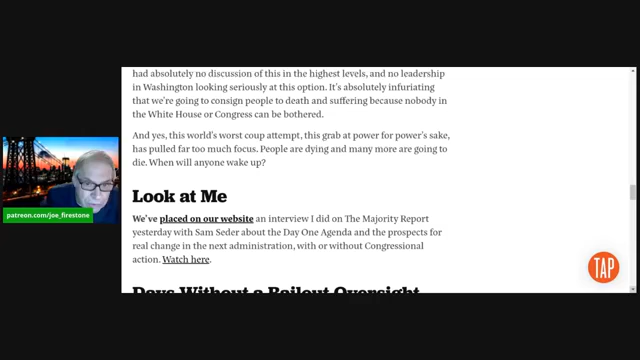 had absolutely no discussion of this in the highest levels, and no leadership
in Washington looking seriously at this option. It's absolutely infuriating
that we're going to consign people to death and suffering because nobody in
the White House or Congress can be bothered.
And yes, this world's worst coup attempt, this grab at power for power's sake,
has pulled far too much focus. People are dying and many more are going to
die. When will anyone wake up?
Look at Me
We've placed on our website an interview I did on The Majority Report
yesterday with Sam Seder about the Day One Agenda and the prospects for
real change in the next administration, with or without Congressional
action. Watch here.
Days Without a Bailout Oversight
patreon.com/joe_firestone
TAP